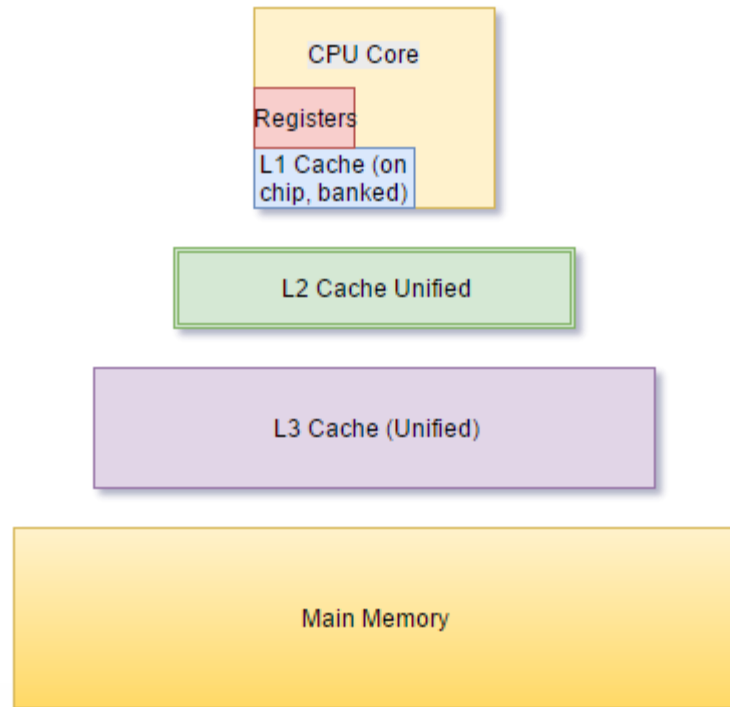 CPU Core
Registers
L1 Cache (on
chip, banked)
L2 Cache Unified
L3 Cache (Unified)
Main Memory